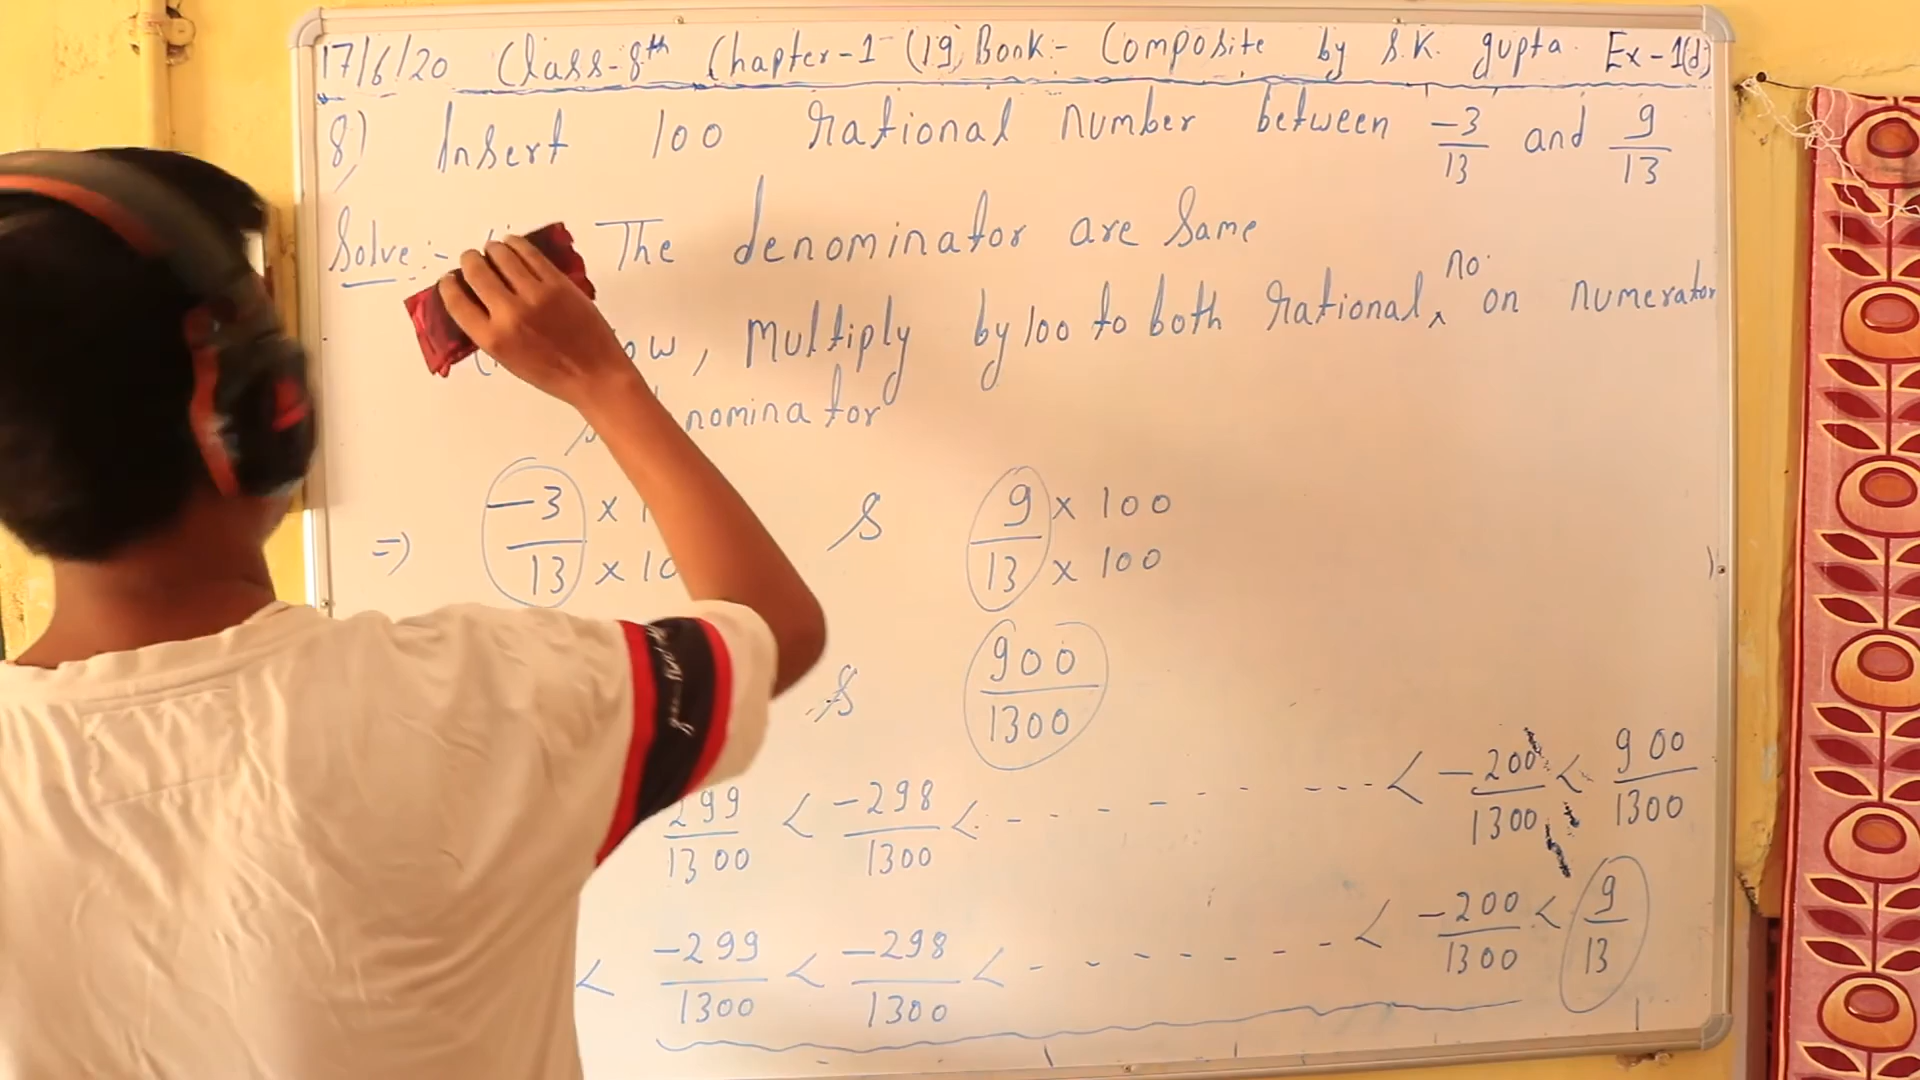 17/6/20 Class-8th Chapter-1 (19) Book:- Composite by S.K. gupta. Ex-1(d)
8) Insert 100 rational number between -3/13 and 9/13
Solve:- The denominator are same
, Multiply by 100 to both rational, no. on numerator
nominator
=> -3/13 × & 9/13 × 100/100
& 900/1300
299/1300 < -298/1300 < - - - - - - - - - < -200/1300 < 900/1300
< -299/1300 < -298/1300 < - - - - - - - < -200/1300 < 9/13